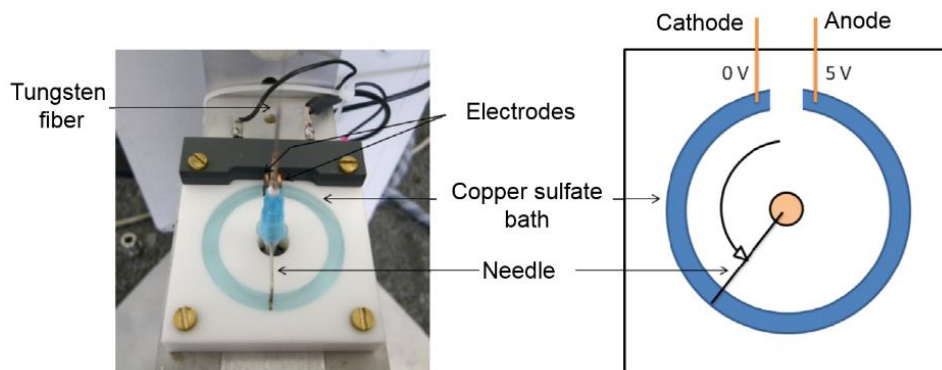 Cathode
Anode
0 V
5 V
Tungsten
fiber
Electrodes
Copper sulfate
bath
Needle